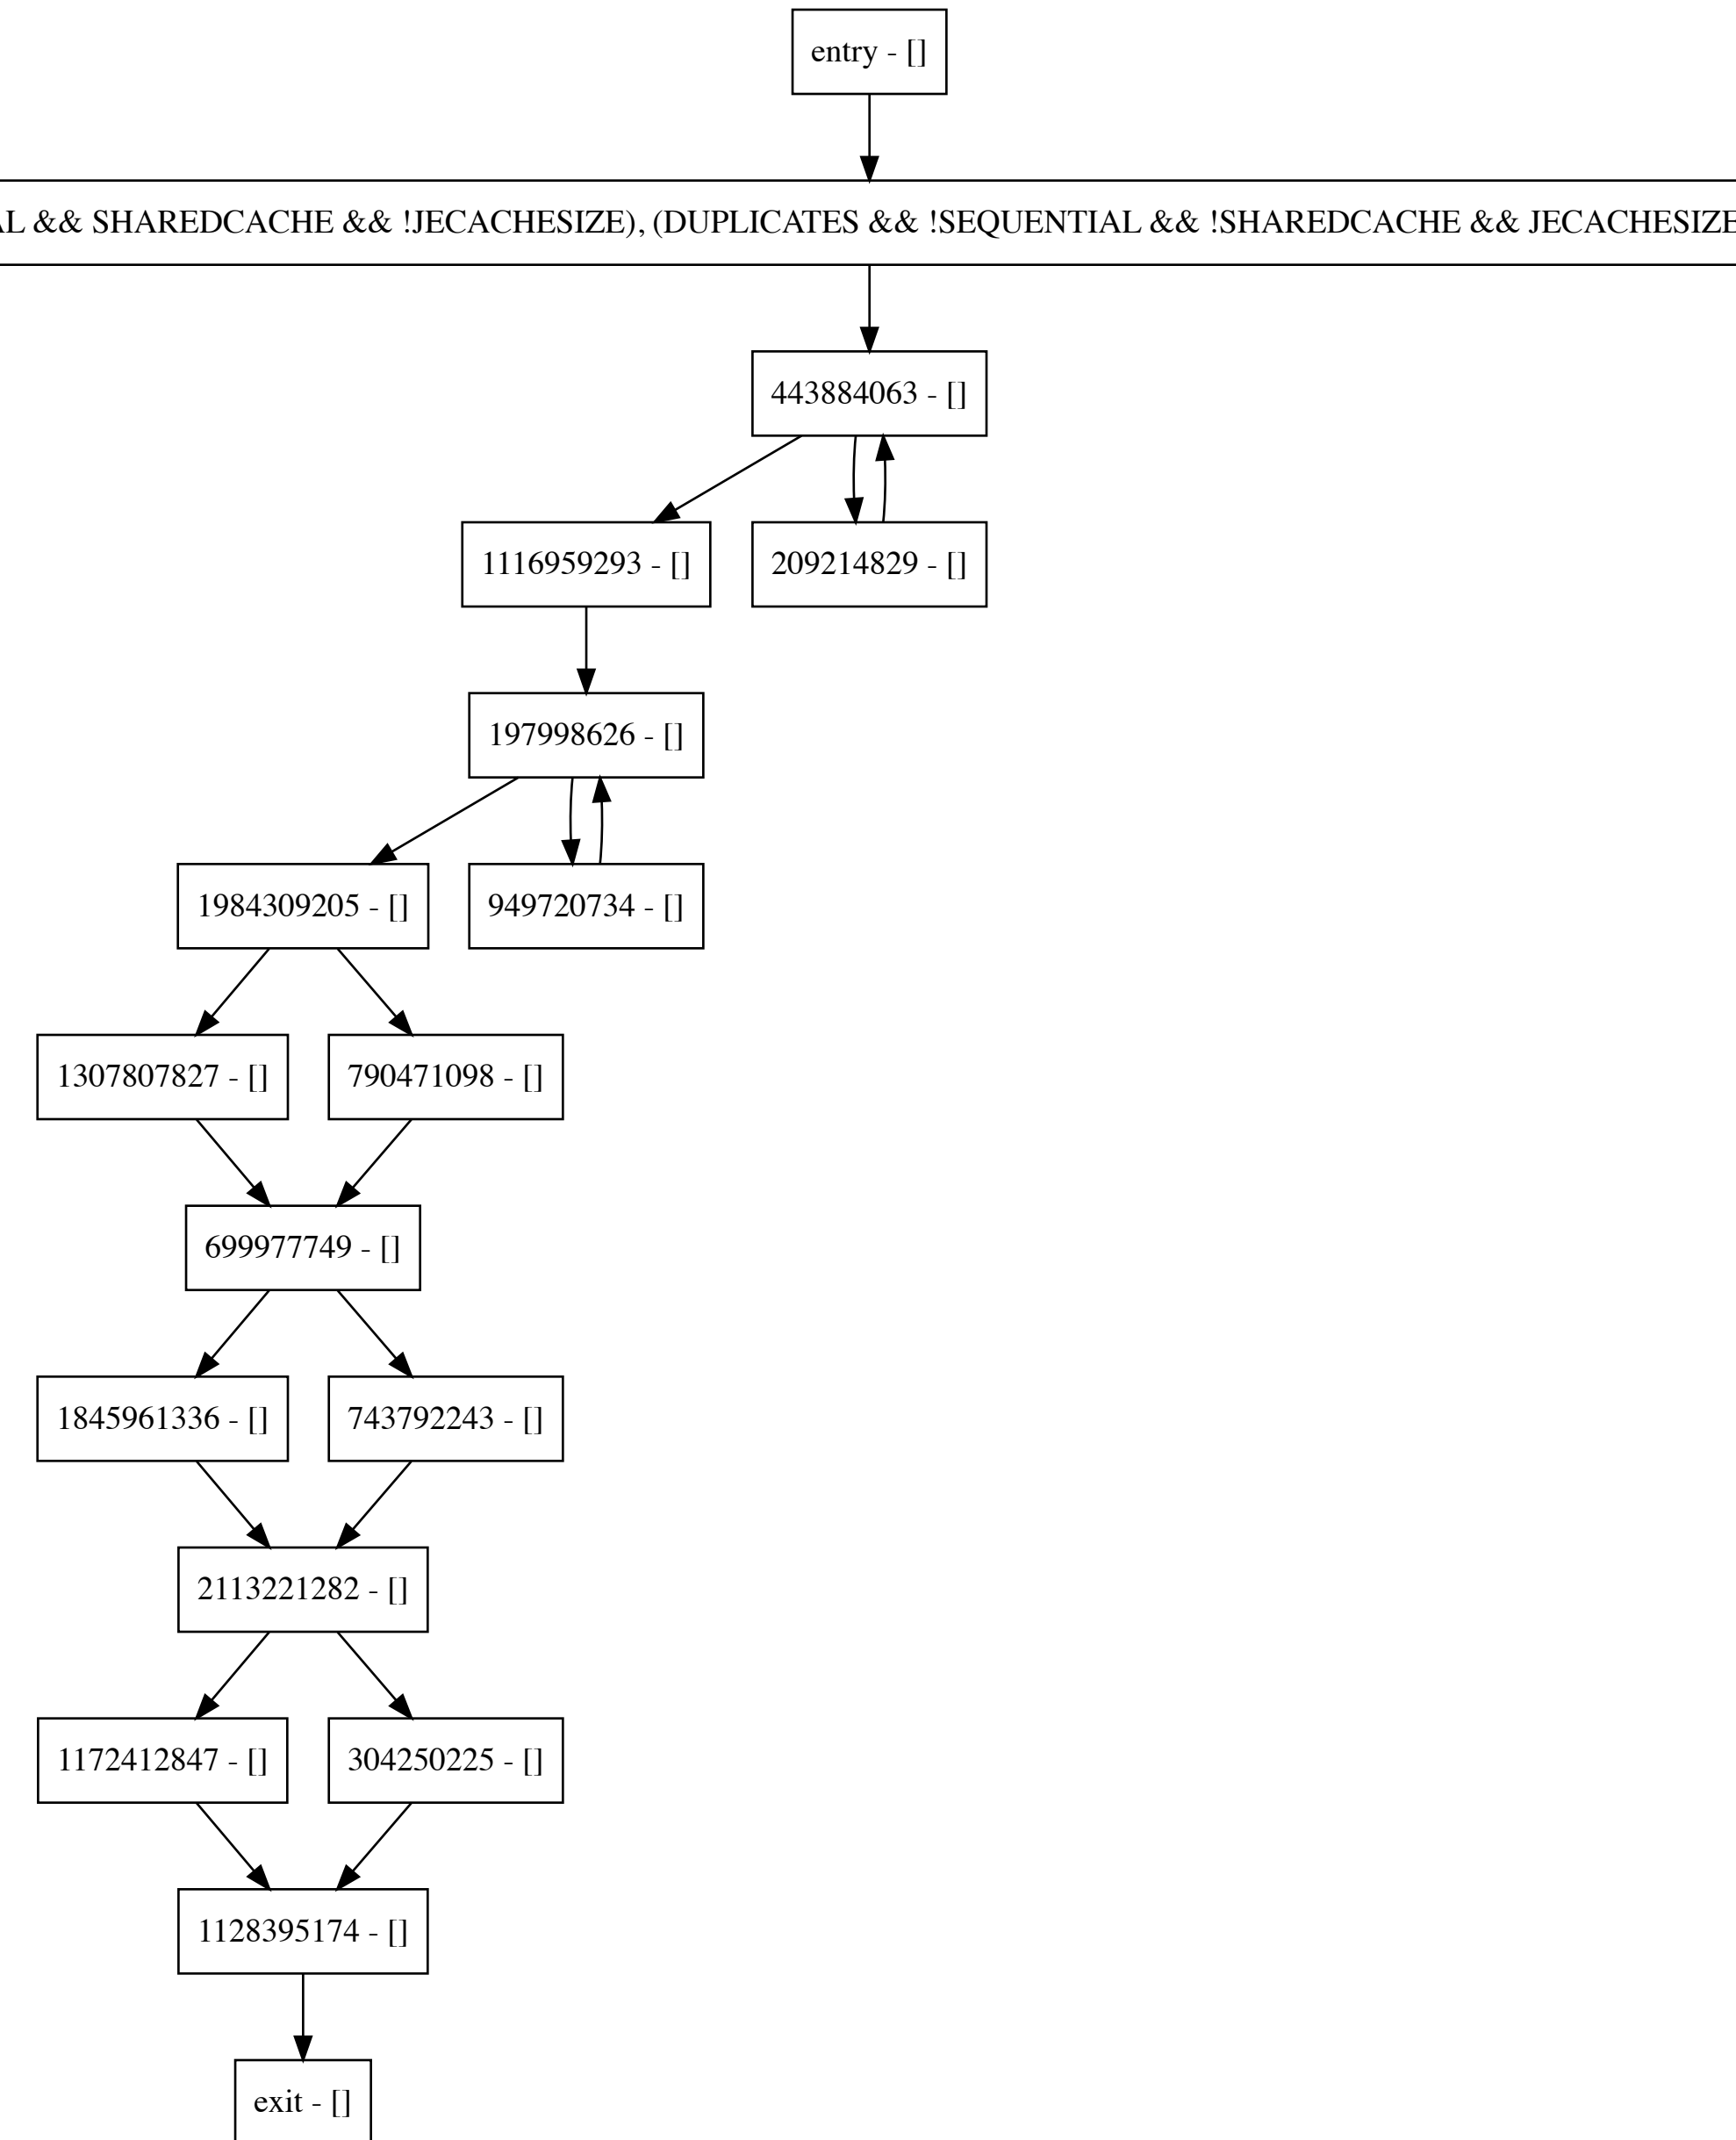 entry - []
AL && SHAREDCACHE && !JECACHESIZE), (DUPLICATES && !SEQUENTIAL && !SHAREDCACHE && JECACHESIZE
443884063 - []
1116959293 - [] 209214829 - []
197998626 - []
1984309205 - [] 949720734 - []
1307807827 - [] 790471098 - []
699977749 - []
1845961336 - [] 743792243 - []
2113221282 - []
1172412847 - [] 304250225 - []
1128395174 - []
exit - []